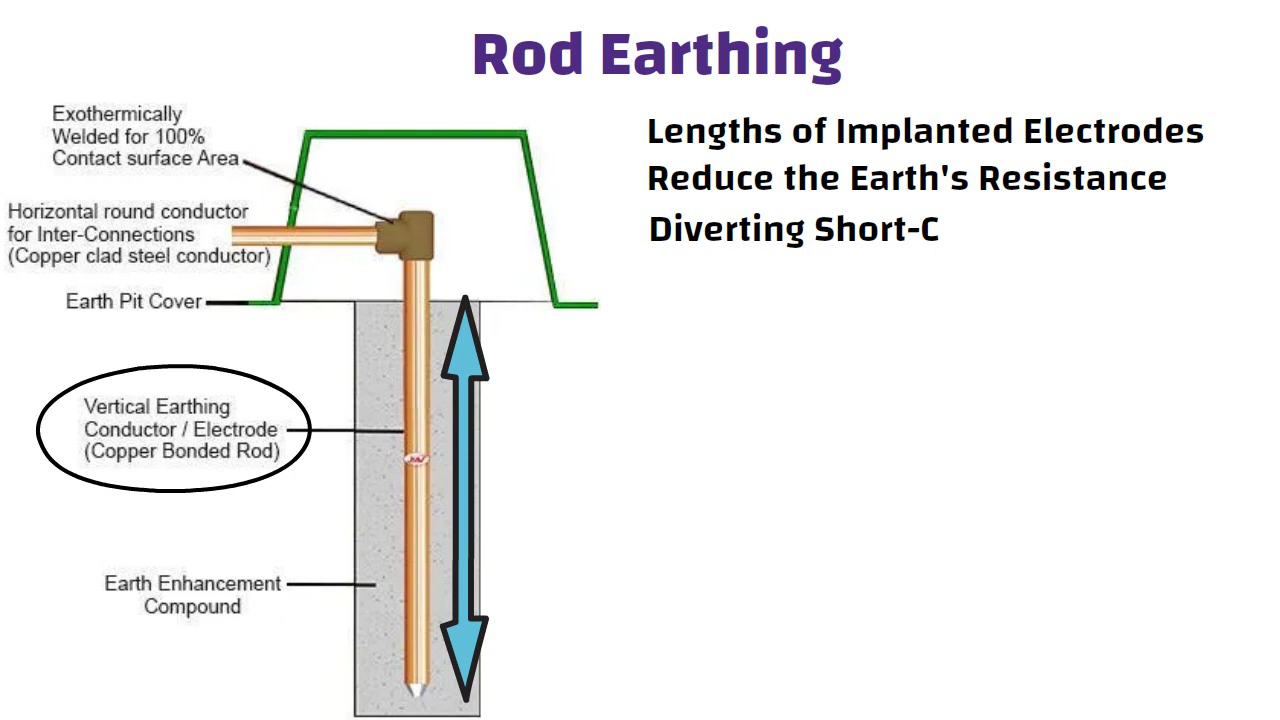 Rod Earthing
Exothermically
Welded for 100%
Contact surface Area
Horizontal round conductor
for Inter-Connections
(Copper clad steel conductor)
Earth Pit Cover
Vertical Earthing
Conductor / Electrode
(Copper Bonded Rod)
Earth Enhancement
Compound
Lengths of Implanted Electrodes
Reduce the Earth's Resistance
Diverting Short-C